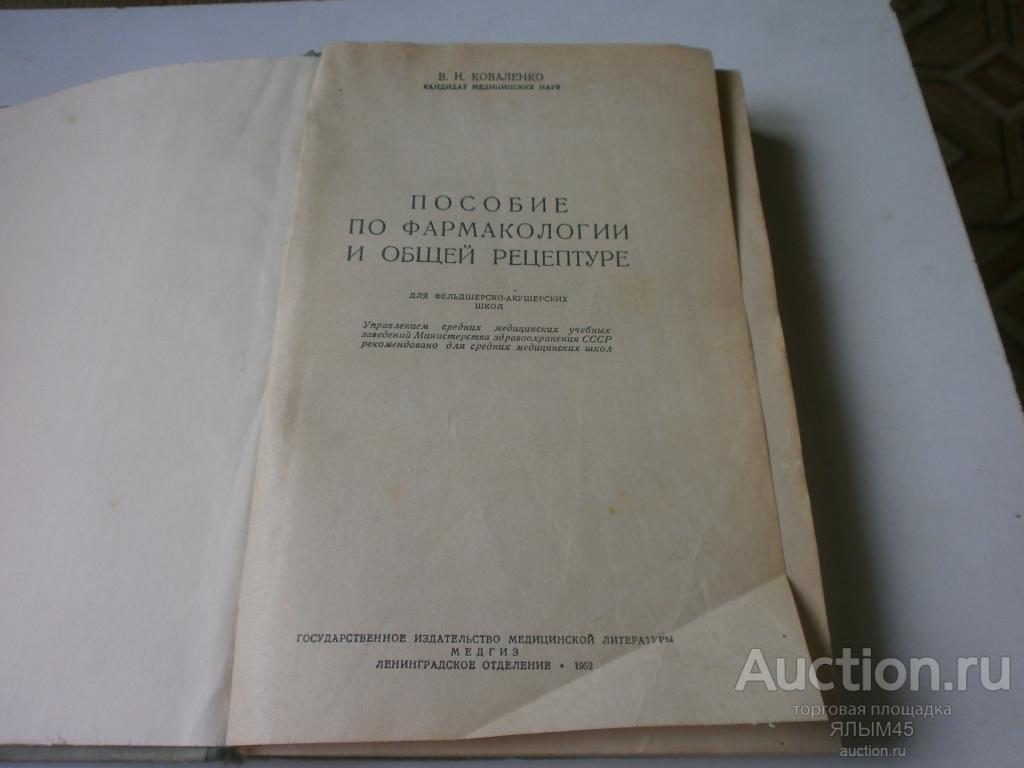 В. Н. КОВАЛЕНКО
КАНДИДАТ МЕДИЦИНСКИХ НАУК
ПОСОБИЕ
ПО ФАРМАКОЛОГИИ
И ОБЩЕЙ РЕЦЕПТУРЕ
ДЛЯ ФЕЛЬДШЕРСКО-АКУШЕРСКИХ
ШКОЛ
Управлением средних медицинских учебных
заведений Министерства здравоохранения СССР
рекомендовано для средних медицинских школ
ГОСУДАРСТВЕННОЕ ИЗДАТЕЛЬСТВО МЕДИЦИНСКОЙ ЛИТЕРАТУРЫ
МЕДГИЗ
ЛЕНИНГРАДСКОЕ ОТДЕЛЕНИЕ • 1952
Auction.ru
торговая площадка
ЯЛЫМ45
auction.ru